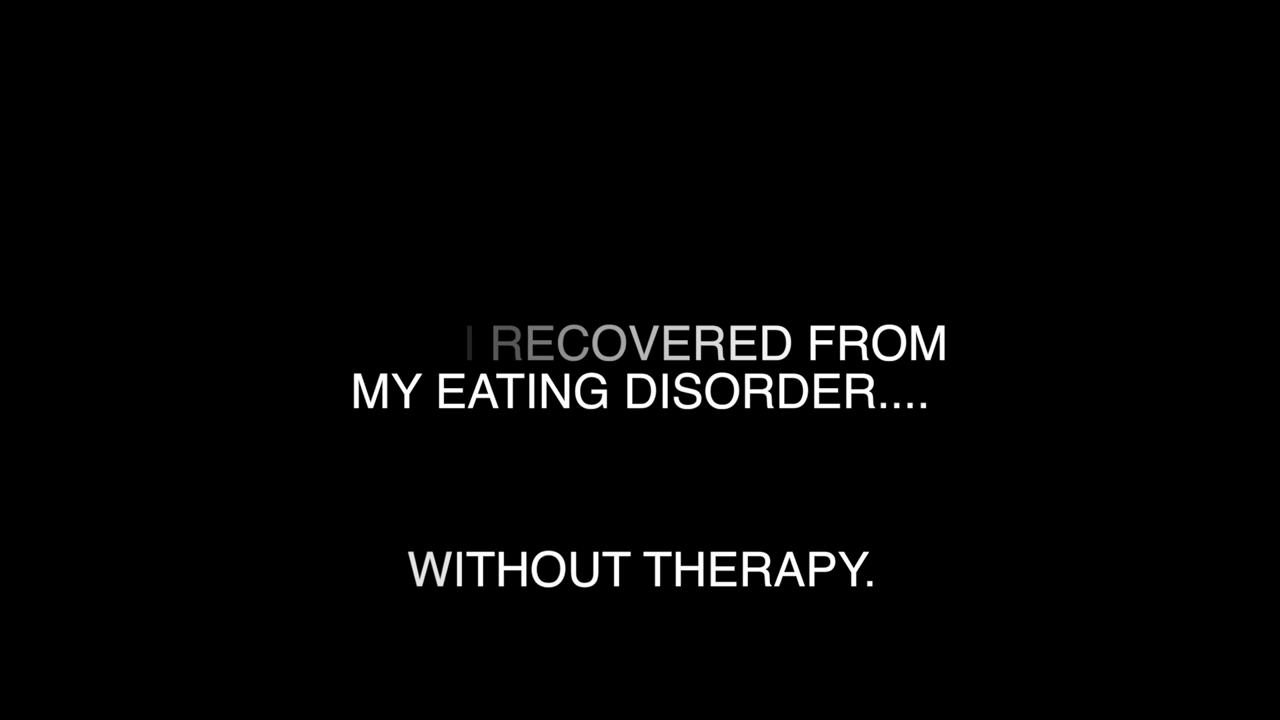 I RECOVERED FROM
MY EATING DISORDER....
WITHOUT THERAPY.